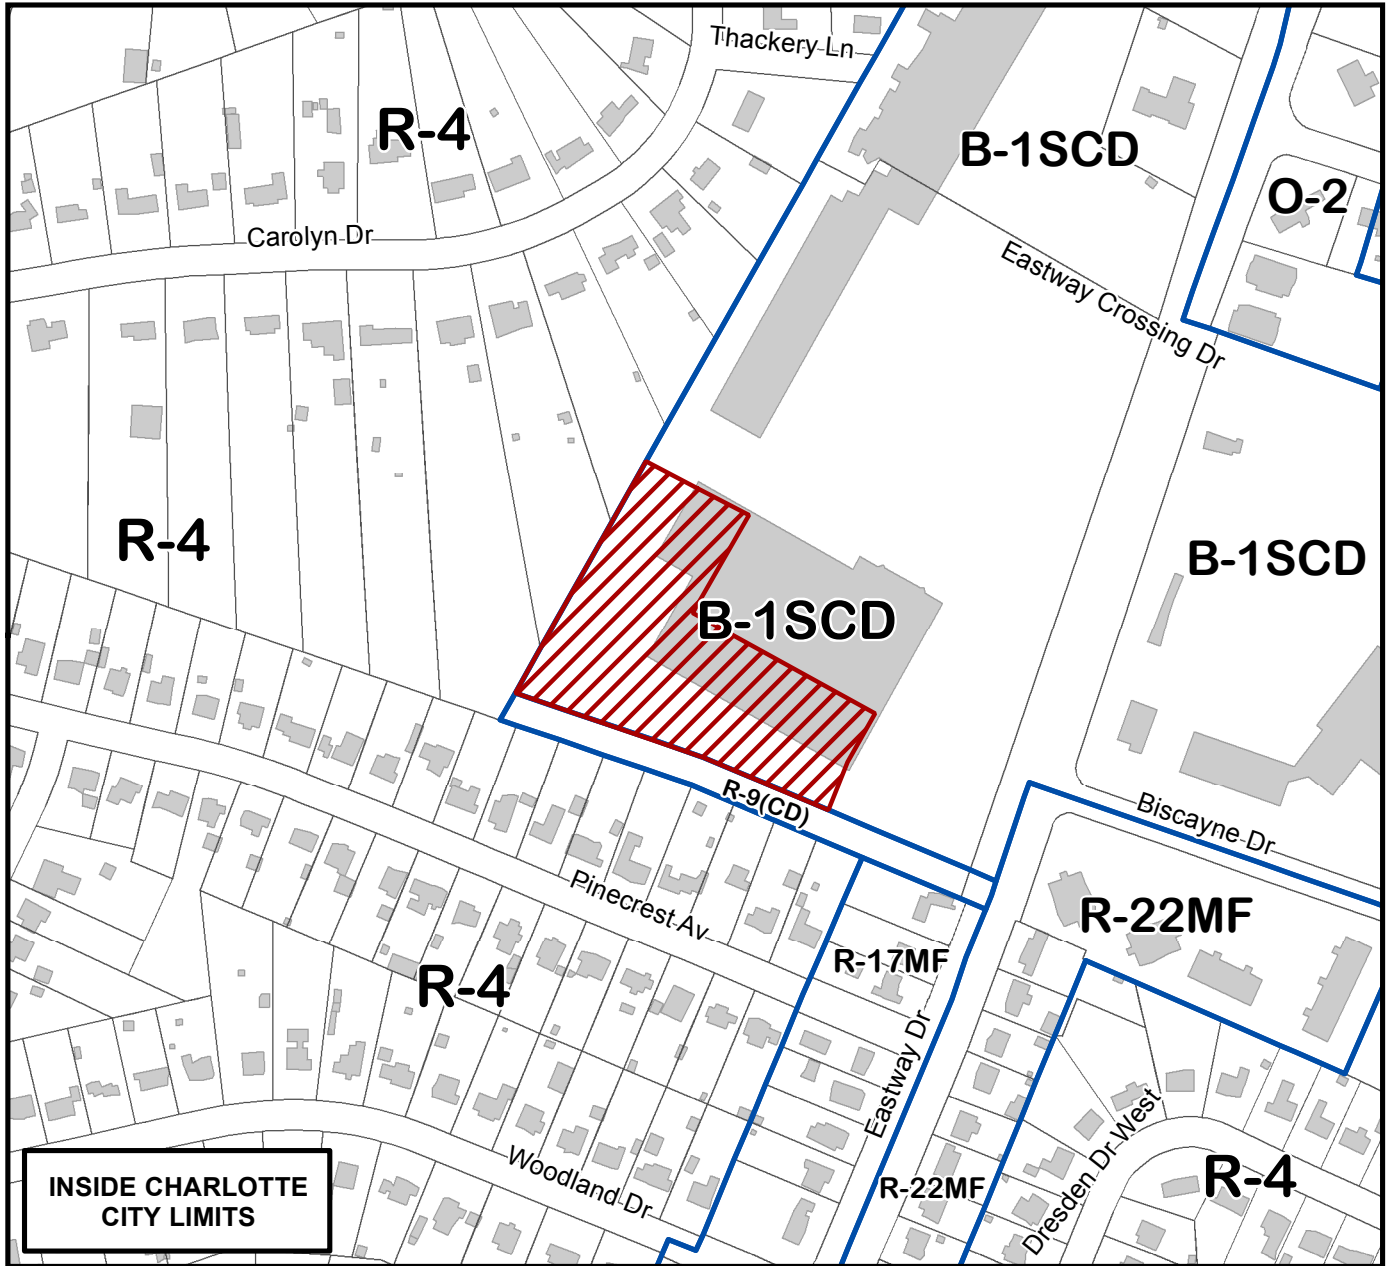 Thackery Ln
R-4
B-1SCD
O-2
Carolyn Dr
Eastway Crossing Dr
R-4
B-1SCD
B-1SCD
R-9(CD)
Biscayne Dr
Pinecrest Av
R-22MF
R-17MF
R-4
Eastway Dr
Dresden Dr West
Woodland Dr
R-22MF
R-4
INSIDE CHARLOTTE
CITY LIMITS